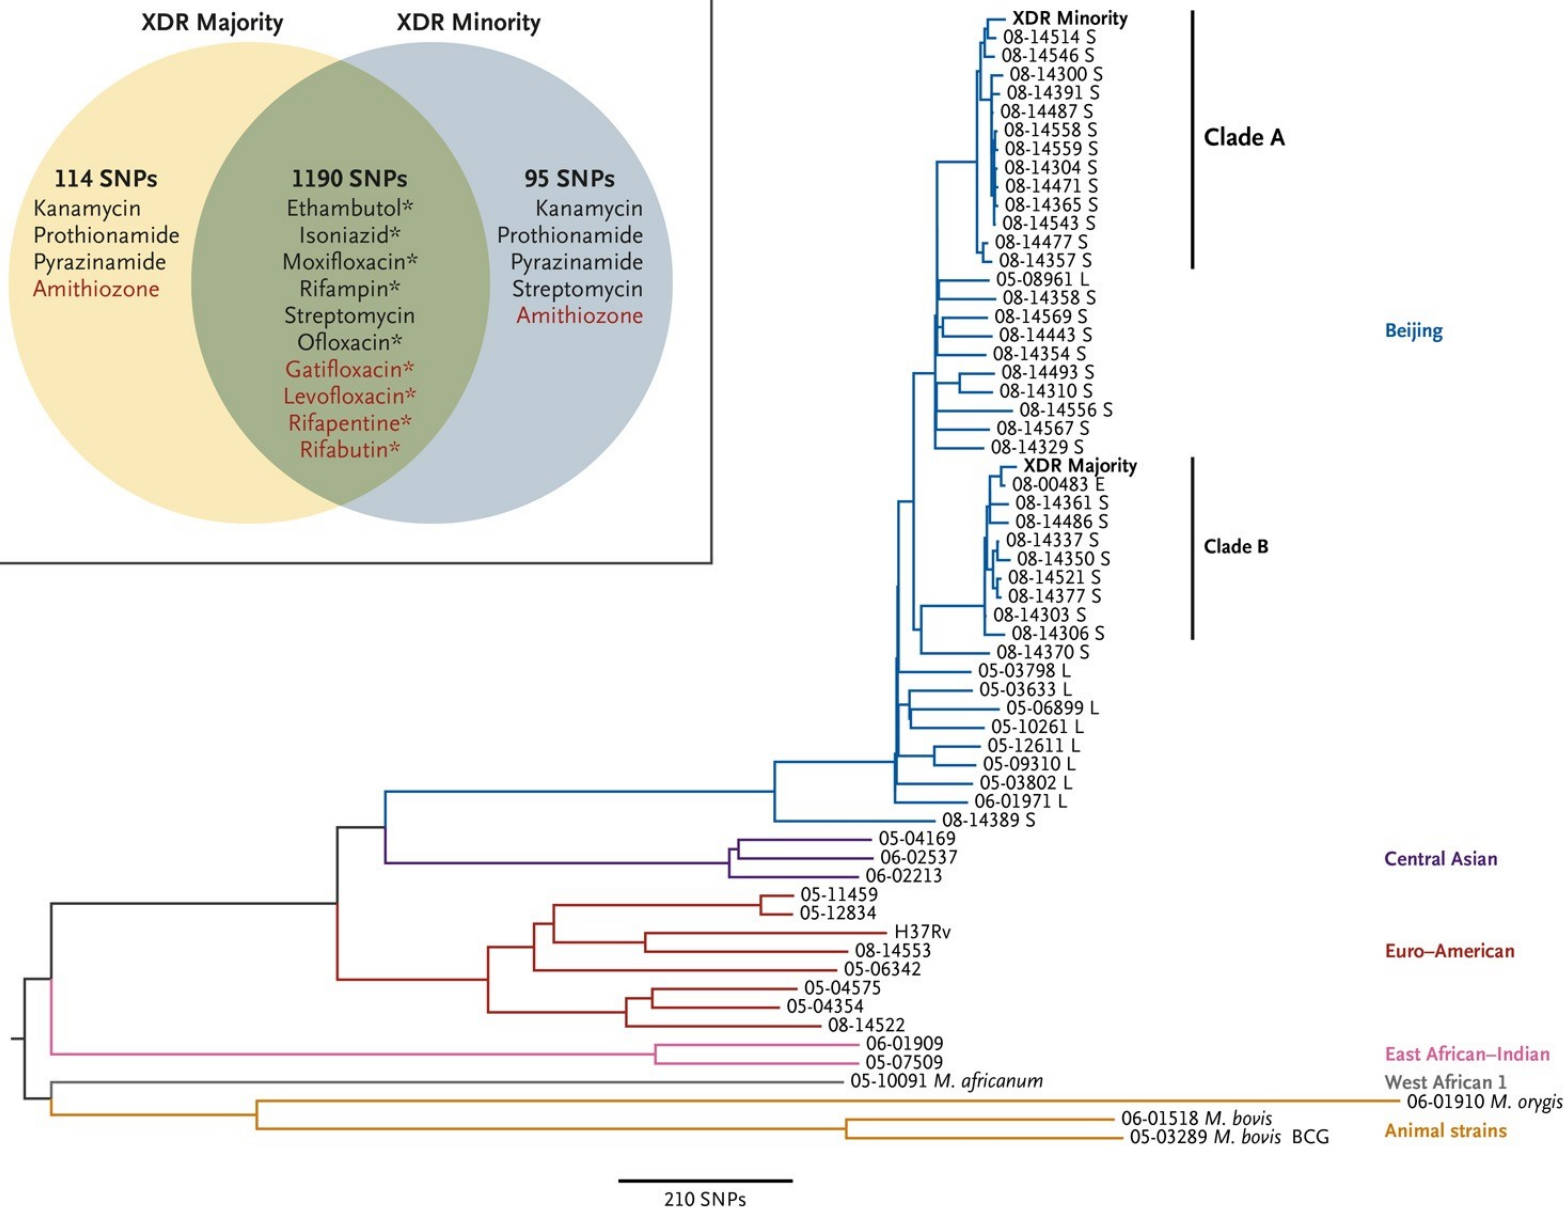 XDR Majority
XDR Minority
114 SNPs
Kanamycin
Prothionamide
Pyrazinamide
Amithiozone
1190 SNPs
Ethambutol*
Isoniazid*
Moxifloxacin*
Rifampin*
Streptomycin
Ofloxacin*
Gatifloxacin*
Levofloxacin*
Rifapentine*
Rifabutin*
95 SNPs
Kanamycin
Prothionamide
Pyrazinamide
Streptomycin
Amithiozone
XDR Minority
08-14514 S
08-14546 S
08-14300 S
08-14391 S
08-14487 S
08-14558 S
08-14559 S
08-14304 S
08-14471 S
08-14365 S
08-14543 S
08-14477 S
08-14357 S
Clade A
05-08961 L
08-14358 S
08-14569 S
08-14443 S
08-14354 S
08-14493 S
08-14310 S
08-14556 S
08-14567 S
08-14329 S
Beijing
XDR Majority
08-00483 E
08-14361 S
08-14486 S
08-14337 S
08-14350 S
08-14521 S
08-14377 S
08-14303 S
08-14306 S
Clade B
08-14370 S
05-03798 L
05-03633 L
05-06899 L
05-10261 L
05-12611 L
05-09310 L
05-03802 L
06-01971 L
08-14389 S
05-04169
06-02537
06-02213
Central Asian
05-11459
05-12834
H37Rv
08-14553
05-06342
05-04575
05-04354
08-14522
Euro–American
06-01909
05-07509
East African–Indian
05-10091 M. africanum
West African 1
06-01910 M. orygis
06-01518 M. bovis
05-03289 M. bovis BCG
Animal strains
210 SNPs